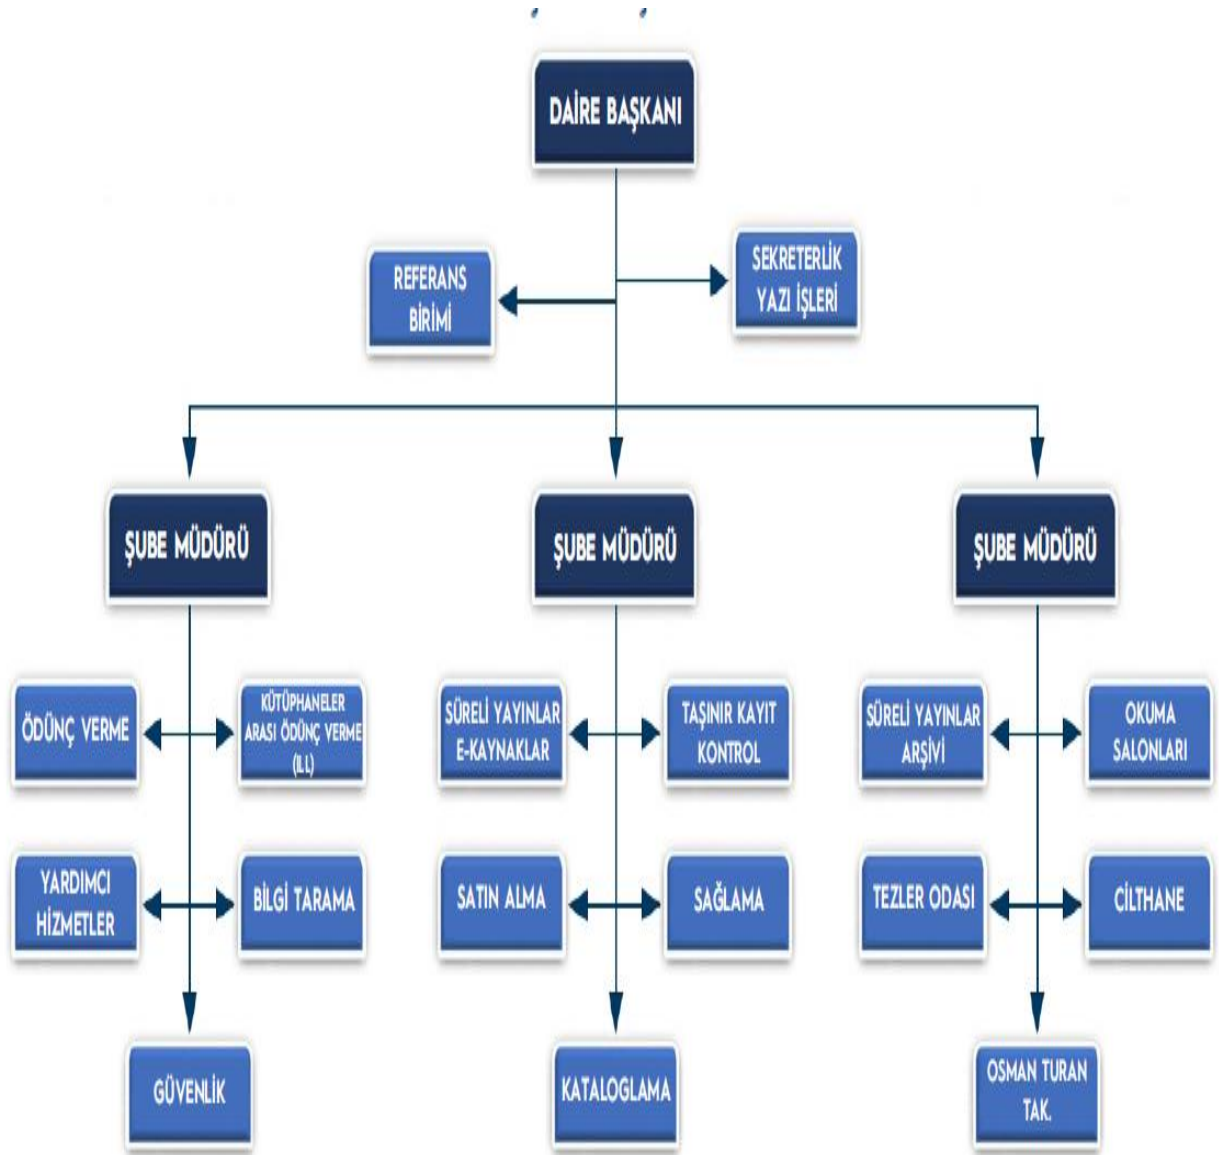 DAİRE BAŞKANI
REFERANS
BİRİMİ
SEKRETERLİK
YAZI İŞLERİ
ŞUBE MÜDÜRÜ
ŞUBE MÜDÜRÜ
ŞUBE MÜDÜRÜ
ÖDÜNÇ VERME
KÜTÜPHANELER
ARASI ÖDÜNÇ VERME
(ILL)
SÜRELİ YAYINLAR
E-KAYNAKLAR
TAŞINIR KAYIT
KONTROL
SÜRELİ YAYINLAR
ARŞİVİ
OKUMA
SALONLARI
YARDIMCI
HİZMETLER
BİLGİ TARAMA
SATIN ALMA
SAĞLAMA
TEZLER ODASI
CİLTHANE
GÜVENLİK
KATALOGLAMA
OSMAN TURAN
TAK.